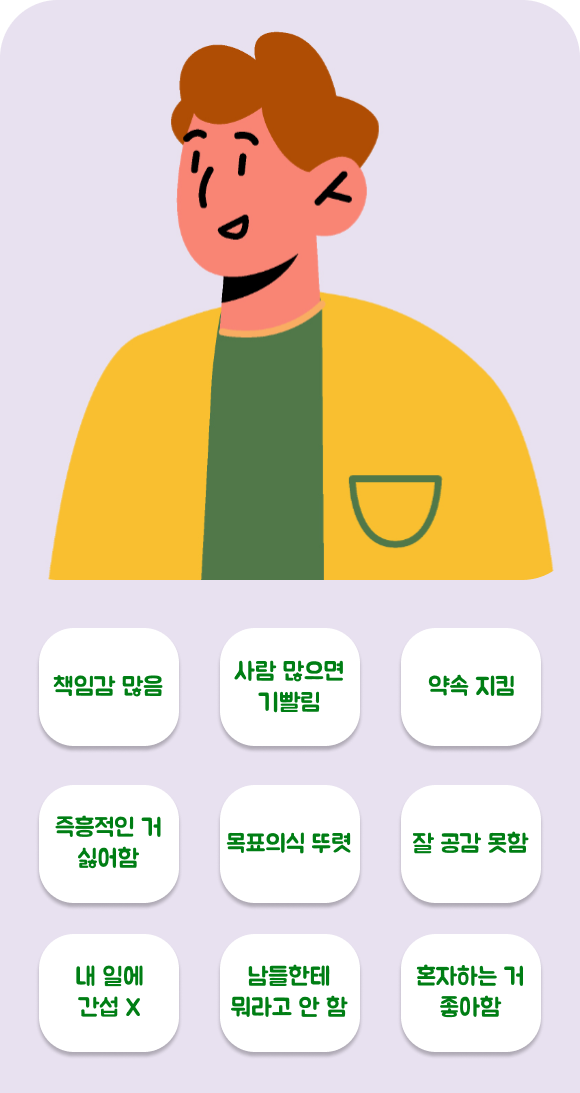 책임감 많음
사람 많으면
기빨림
약속 지킴
즉흥적인 거
싫어함
목표의식 뚜렷
잘 공감 못함
내 일에
간섭 X
남들한테
뭐라고 안 함
혼자하는 거
좋아함